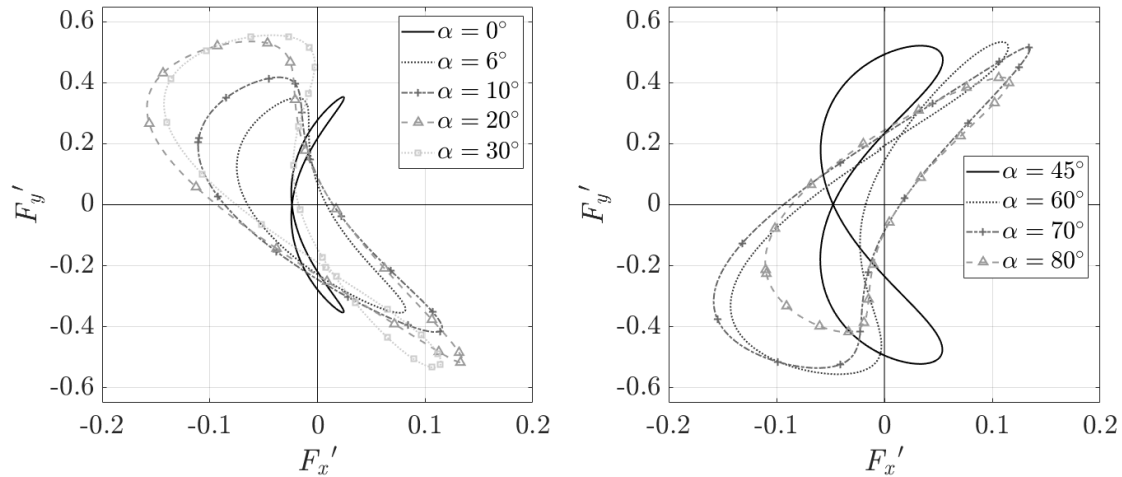 0.6
0.4
0.2
0
-0.2
-0.4
-0.6
F_y′
-0.2 -0.1 0 0.1 0.2
F_x′
α = 0°
α = 6°
α = 10°
α = 20°
α = 30°
0.6
0.4
0.2
0
-0.2
-0.4
-0.6
F_y′
-0.2 -0.1 0 0.1 0.2
F_x′
α = 45°
α = 60°
α = 70°
α = 80°